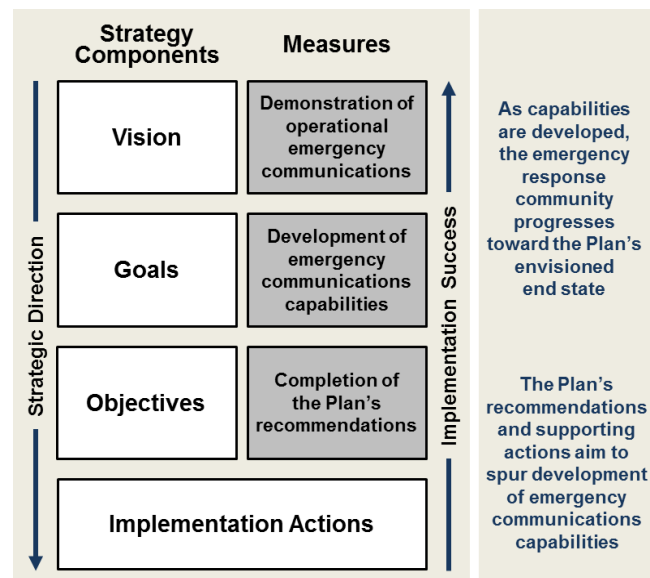 Strategy
Components
Measures
Strategic Direction
Vision
Demonstration of
operational
emergency
communications
Goals
Development of
emergency
communications
capabilities
Objectives
Completion of
the Plan's
recommendations
Implementation Actions
Implementation Success
As capabilities
are developed,
the emergency
response
community
progresses
toward the Plan's
envisioned
end state
The Plan's
recommendations
and supporting
actions aim to
spur development
of emergency
communications
capabilities